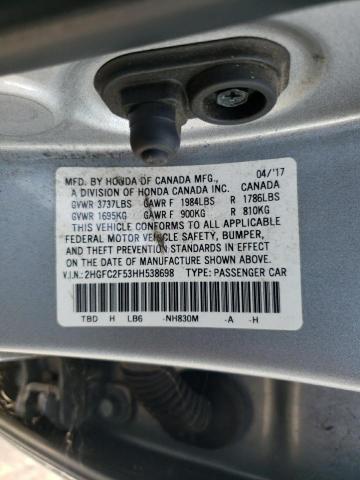 MFD. BY HONDA OF CANADA MFG., 04/'17
A DIVISION OF HONDA CANADA INC. CANADA
GVWR 3737LBS GAWR F 1984LBS R 1786LBS
GVWR 1695KG GAWR F 900KG R 810KG
THIS VEHICLE CONFORMS TO ALL APPLICABLE
FEDERAL MOTOR VEHICLE SAFETY, BUMPER,
AND THEFT PREVENTION STANDARDS IN EFFECT
ON THE DATE OF MANUFACTURE SHOWN ABOVE.
V.I.N.: 2HGFC2F53HH538698 TYPE: PASSENGER CAR
TBD H LB6 -NH830M -A -H